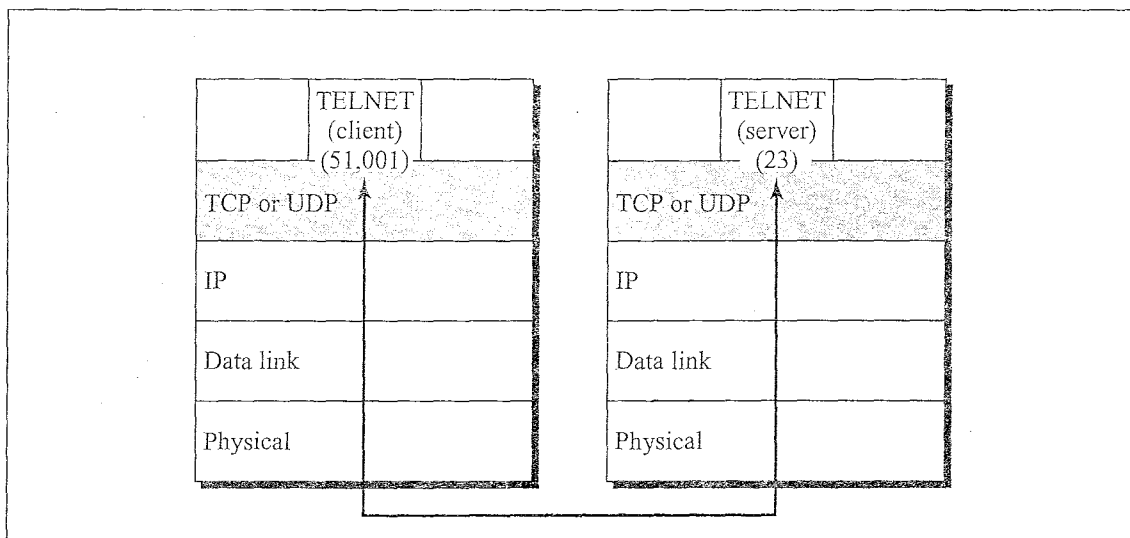 TELNET
(client)
(51,001)
TCP or UDP
IP
Data link
Physical
TELNET
(server)
(23)
TCP or UDP
IP
Data link
Physical